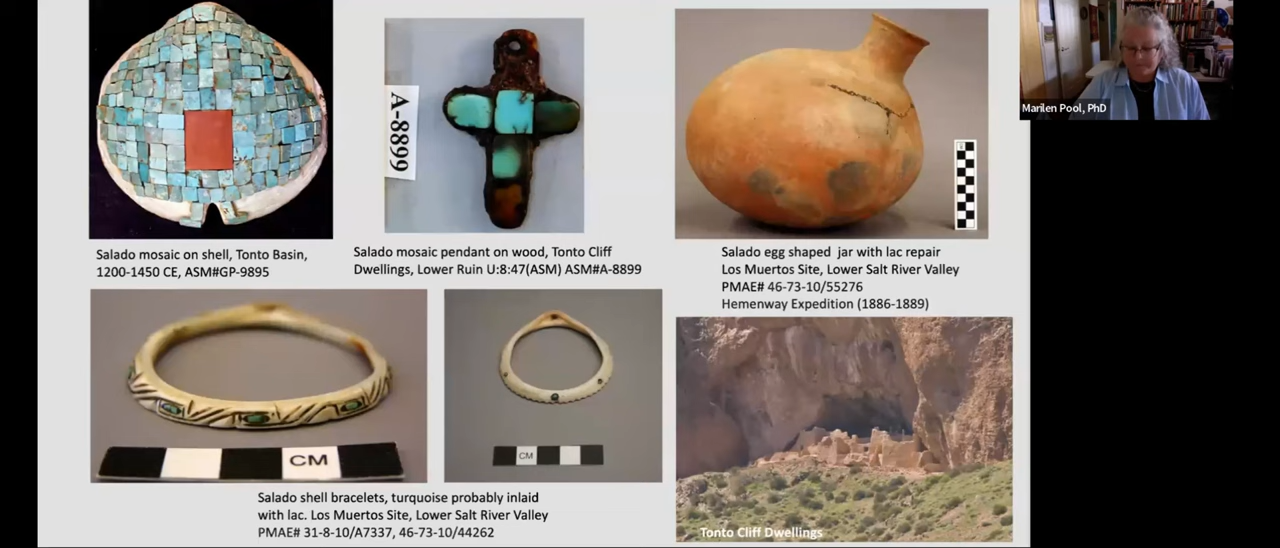 Marilen Pool, PhD
A-8899
Salado mosaic on shell, Tonto Basin,
1200-1450 CE, ASM#GP-9895
Salado mosaic pendant on wood, Tonto Cliff
Dwellings, Lower Ruin U:8:47(ASM) ASM#A-8899
Salado egg shaped jar with lac repair
Los Muertos Site, Lower Salt River Valley
PMAE# 46-73-10/55276
Hemenway Expedition (1886-1889)
CM
CM
Salado shell bracelets, turquoise probably inlaid
with lac. Los Muertos Site, Lower Salt River Valley
PMAE# 31-8-10/A7337, 46-73-10/44262
Tonto Cliff Dwellings